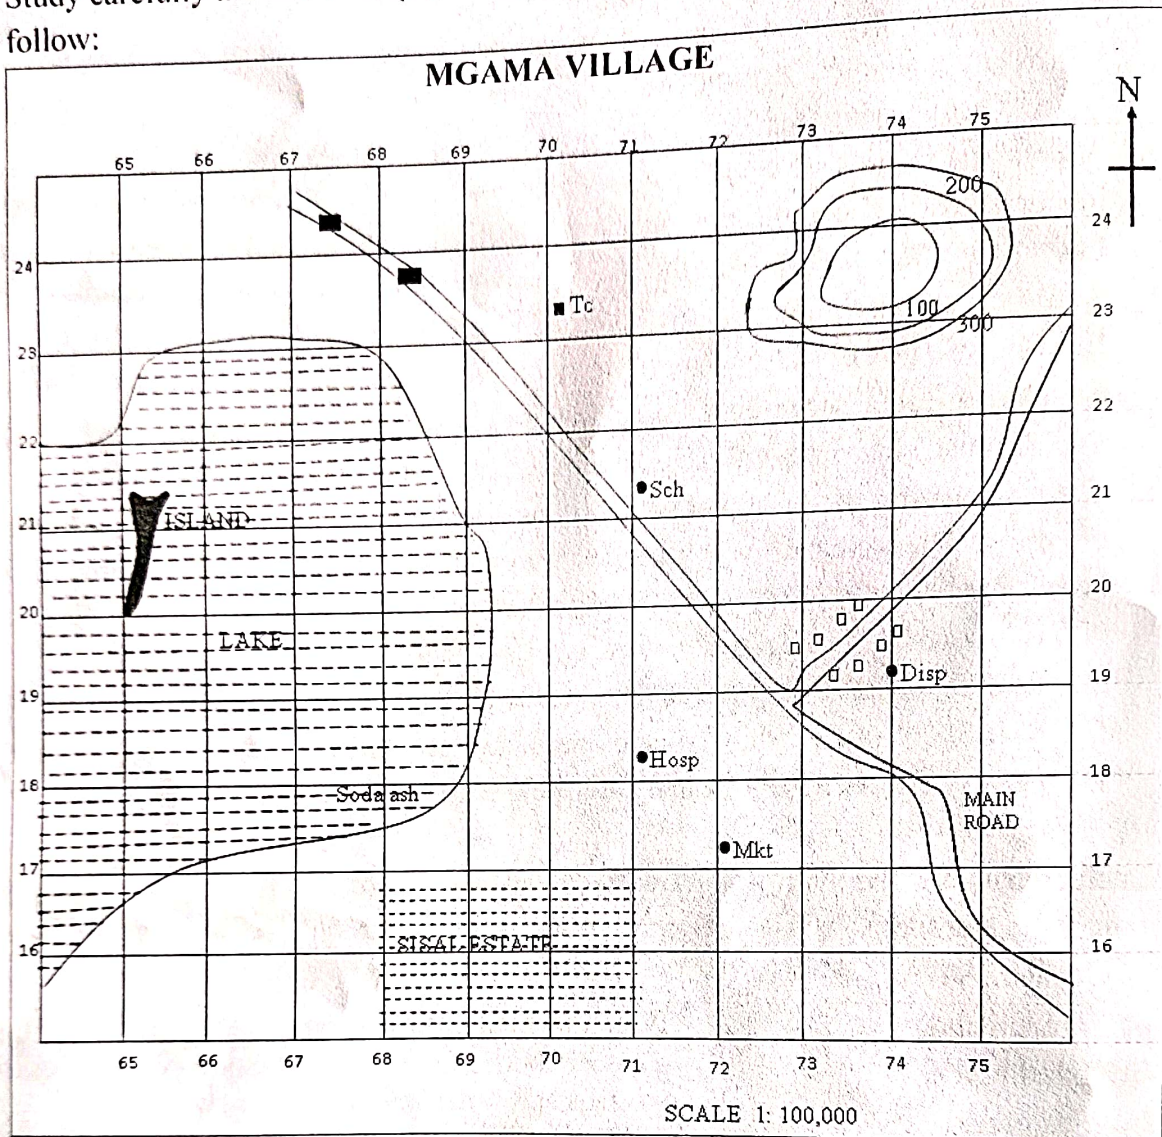 follow:
MGAMA VILLAGE
N
65 66 67 68 69 70 71 72 73 74 75
200
24 24
Tc
100 300
23 23
22 22
Sch
21 ISLAND 21
20 20
LAKE
19 Disp 19
Hosp
18 Soda ash 18
MAIN
ROAD
Mkt
17 17
16 SISAL ESTATE 16
65 66 67 68 69 70 71 72 73 74 75
SCALE 1: 100,000